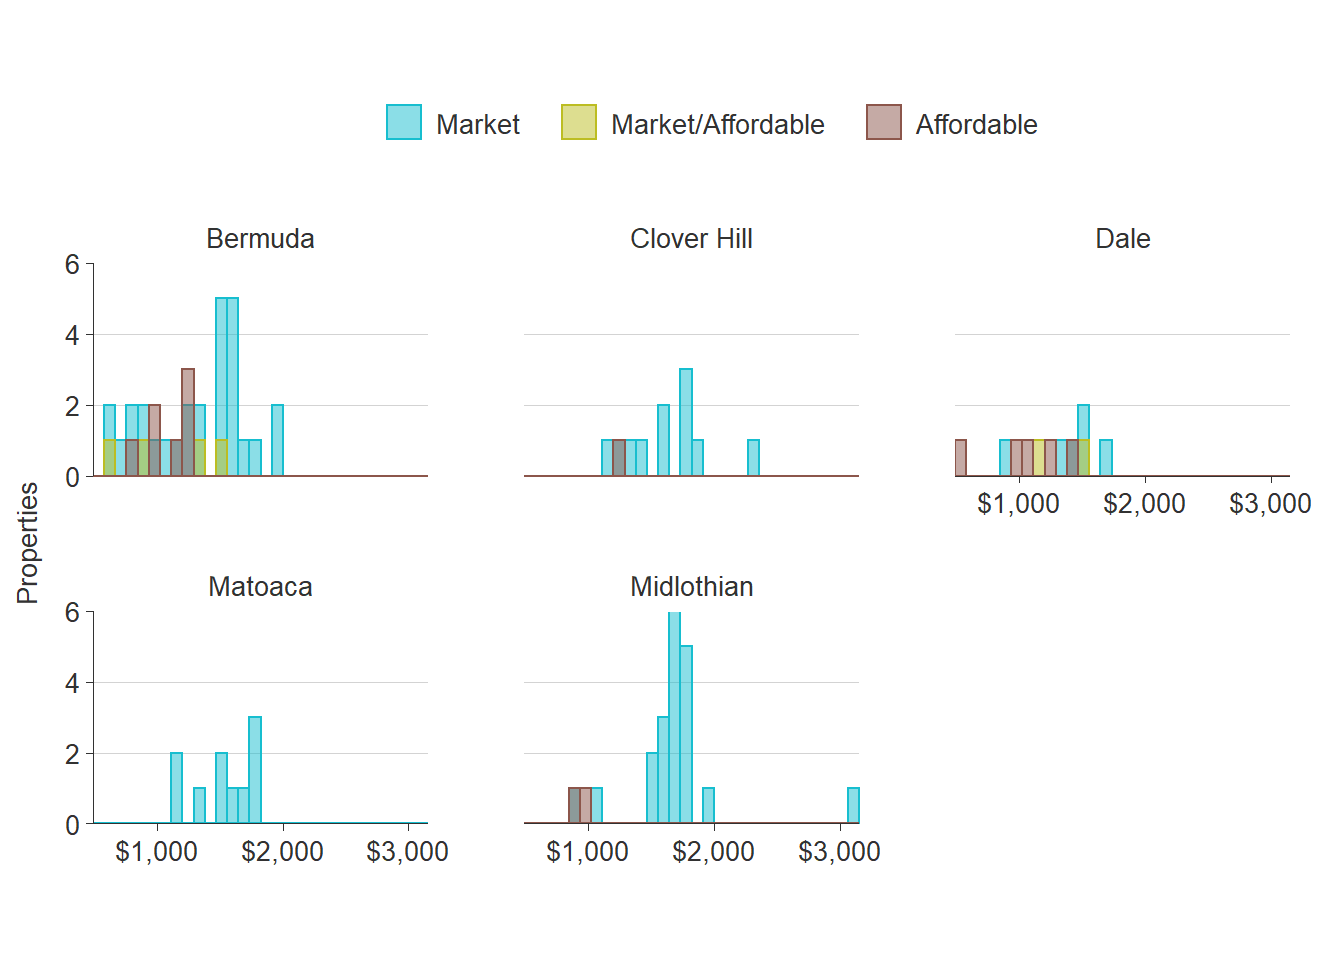 Market Market/Affordable Affordable
Bermuda Clover Hill Dale
6
4
2
0
$1,000 $2,000 $3,000
Properties
Matoaca Midlothian
6
4
2
0
$1,000 $2,000 $3,000 $1,000 $2,000 $3,000